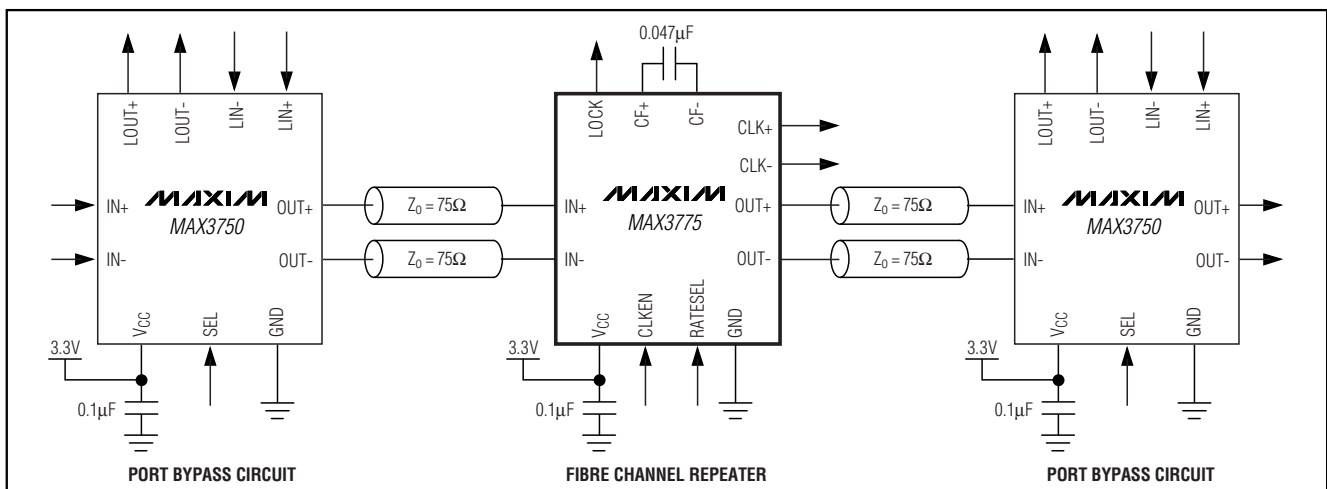 0.047µF
LOUT+ LOUT- LIN- LIN+
LOCK CF+ CF-
LOUT+ LOUT- LIN- LIN+
CLK+
CLK-
IN+ MAXIM OUT+ Z₀ = 75Ω IN+ MAXIM OUT+ Z₀ = 75Ω IN+ MAXIM OUT+
MAX3750 MAX3775 MAX3750
IN- OUT- Z₀ = 75Ω IN- OUT- Z₀ = 75Ω IN- OUT-
VCC SEL GND
VCC CLKEN RATESEL GND
VCC SEL GND
3.3V 3.3V 3.3V
0.1µF 0.1µF 0.1µF
PORT BYPASS CIRCUIT FIBRE CHANNEL REPEATER PORT BYPASS CIRCUIT